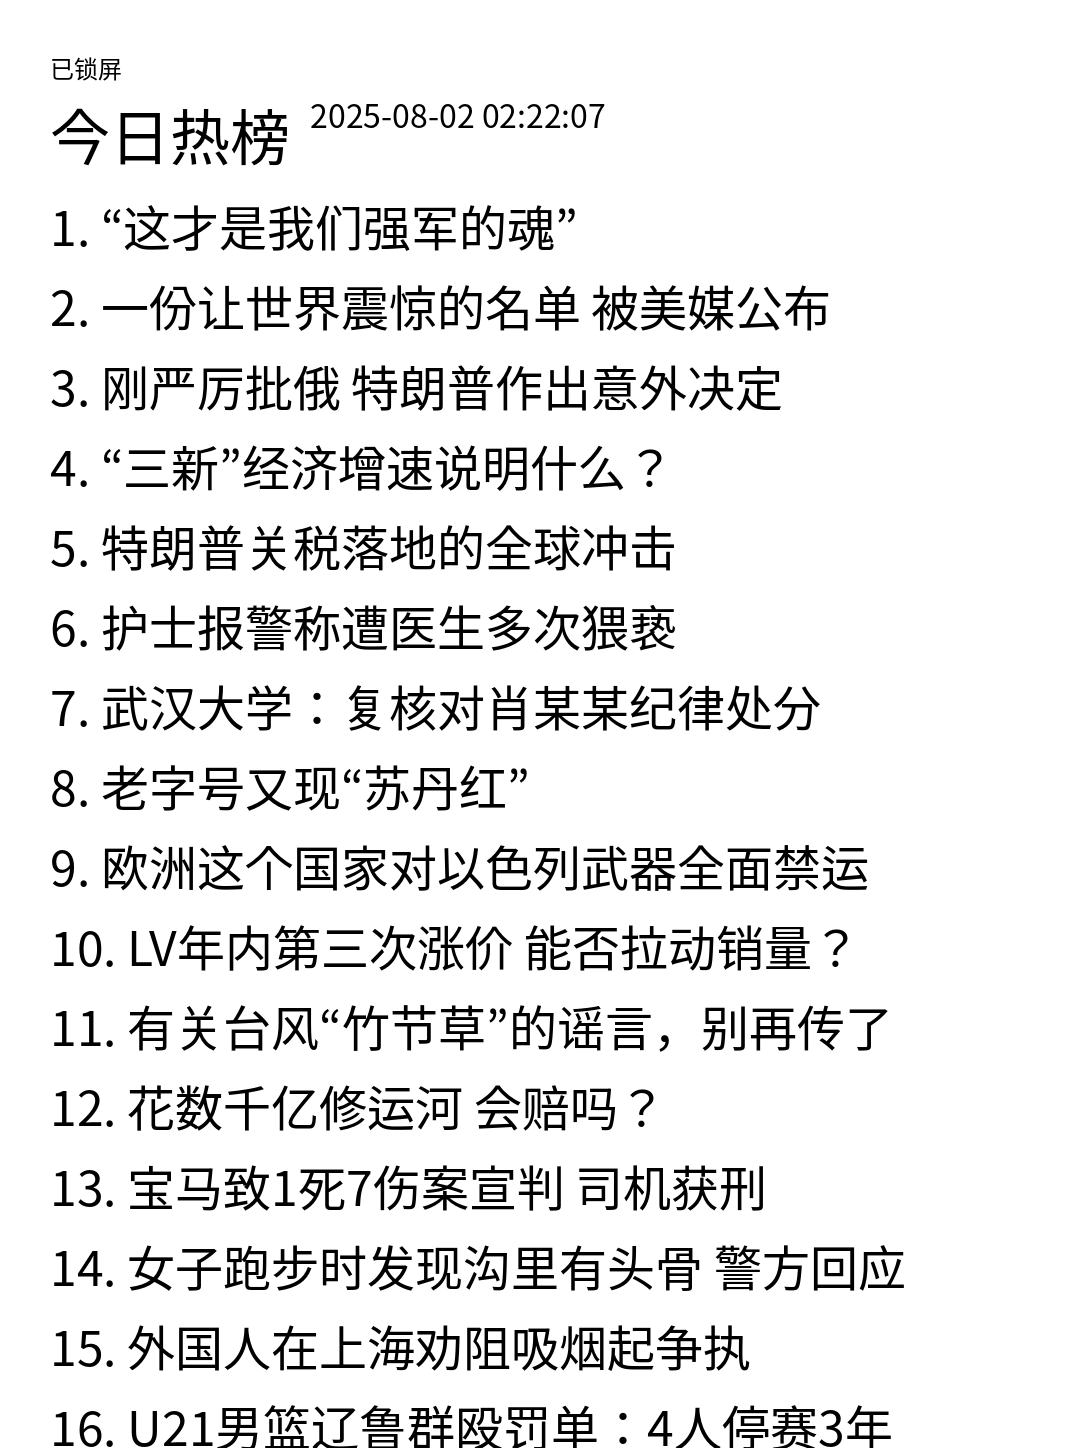 已锁屏
今日热榜 2025-08-02 02:22:07
1. “这才是我们强军的魂”
2. 一份让世界震惊的名单 被美媒公布
3. 刚严厉批俄 特朗普作出意外决定
4. “三新”经济增速说明什么？
5. 特朗普关税落地的全球冲击
6. 护士报警称遭医生多次猥亵
7. 武汉大学：复核对肖某某纪律处分
8. 老字号又现“苏丹红”
9. 欧洲这个国家对以色列武器全面禁运
10. LV年内第三次涨价 能否拉动销量？
11. 有关台风“竹节草”的谣言，别再传了
12. 花数千亿修运河 会赔吗？
13. 宝马致1死7伤案宣判 司机获刑
14. 女子跑步时发现沟里有头骨 警方回应
15. 外国人在上海劝阻吸烟起争执
16. U21男篮辽鲁群殴罚单：4人停赛3年